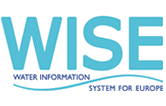 WISE
WATER INFORMATION
SYSTEM FOR EUROPE